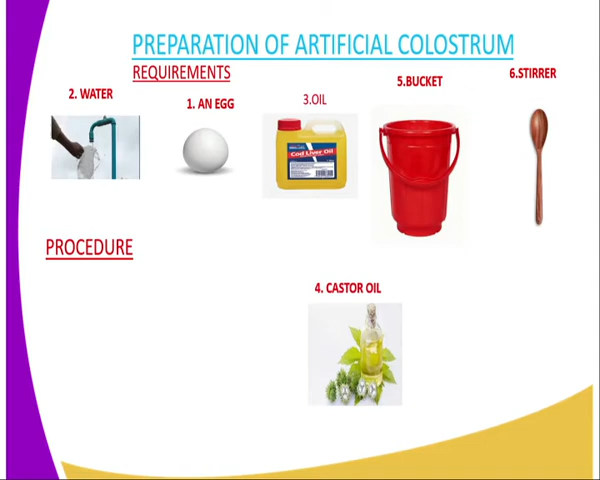 PREPARATION OF ARTIFICIAL COLOSTRUM
REQUIREMENTS
2. WATER
1. AN EGG
3.OIL
5.BUCKET
6.STIRRER
Cod Liver Oil
PROCEDURE
4. CASTOR OIL